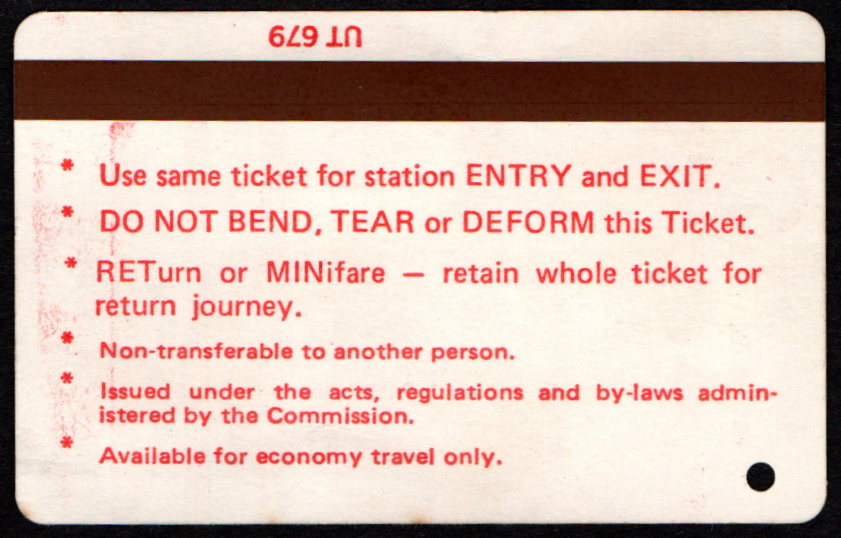 UT 679
* Use same ticket for station ENTRY and EXIT.
* DO NOT BEND, TEAR or DEFORM this Ticket.
* RETurn or MINifare — retain whole ticket for
return journey.
* Non-transferable to another person.
* Issued under the acts, regulations and by-laws admin-
istered by the Commission.
* Available for economy travel only.